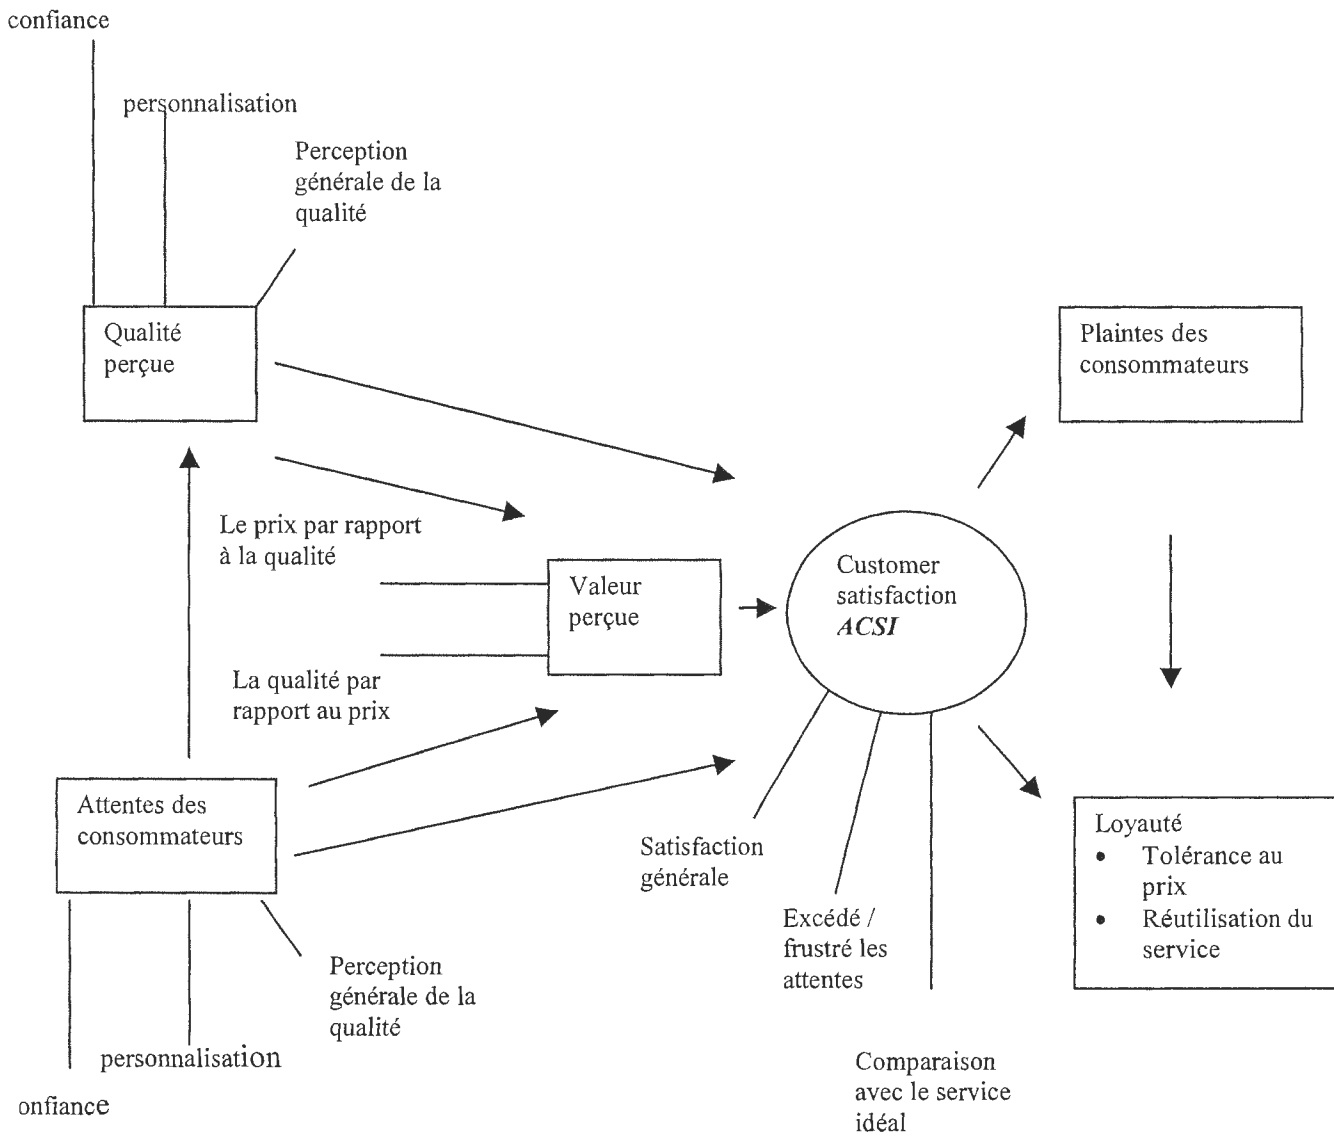 confiance
personnalisation
Perception
générale de la
qualité
Qualité
perçue
Plaintes des
consommateurs
Le prix par rapport
à la qualité
Valeur
perçue
Customer
satisfaction
ACSI
La qualité par
rapport au prix
Attentes des
consommateurs
Satisfaction
générale
Loyauté
• Tolérance au
prix
• Réutilisation du
service
Excédé /
frustré les
attentes
Perception
générale de la
qualité
personnalisation
onfiance
Comparaison
avec le service
idéal